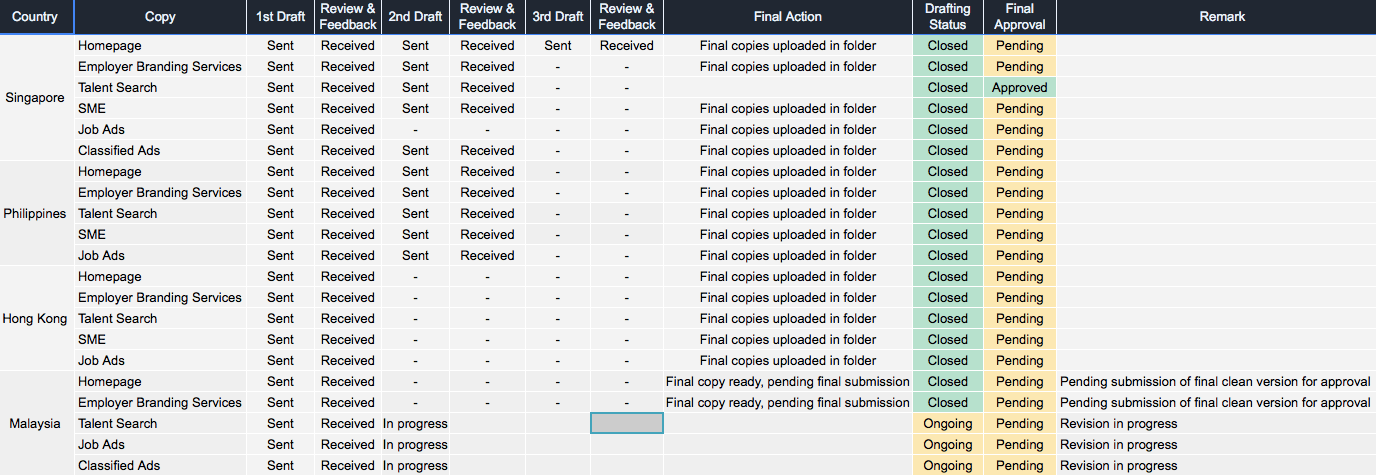 Country Copy 1st Draft Review & Feedback 2nd Draft Review & Feedback 3rd Draft Review & Feedback Final Action Drafting Status Final Approval Remark
Singapore
Homepage Sent Received Sent Received Sent Received Final copies uploaded in folder Closed Pending
Employer Branding Services Sent Received Sent Received - - Final copies uploaded in folder Closed Pending
Talent Search Sent Received Sent Received - - Closed Approved
SME Sent Received Sent Received - - Final copies uploaded in folder Closed Pending
Job Ads Sent Received - - - - Final copies uploaded in folder Closed Pending
Classified Ads Sent Received Sent Received - - Final copies uploaded in folder Closed Pending
Philippines
Homepage Sent Received Sent Received - - Final copies uploaded in folder Closed Pending
Employer Branding Services Sent Received Sent Received - - Final copies uploaded in folder Closed Pending
Talent Search Sent Received Sent Received - - Final copies uploaded in folder Closed Pending
SME Sent Received Sent Received - - Final copies uploaded in folder Closed Pending
Job Ads Sent Received Sent Received - - Final copies uploaded in folder Closed Pending
Hong Kong
Homepage Sent Received - - - - Final copies uploaded in folder Closed Pending
Employer Branding Services Sent Received - - - - Final copies uploaded in folder Closed Pending
Talent Search Sent Received - - - - Final copies uploaded in folder Closed Pending
SME Sent Received - - - - Final copies uploaded in folder Closed Pending
Job Ads Sent Received - - - - Final copies uploaded in folder Closed Pending
Malaysia
Homepage Sent Received - - - - Final copy ready, pending final submission Closed Pending Pending submission of final clean version for approval
Employer Branding Services Sent Received - - - - Final copy ready, pending final submission Closed Pending Pending submission of final clean version for approval
Talent Search Sent Received In progress Ongoing Pending Revision in progress
Job Ads Sent Received In progress Ongoing Pending Revision in progress
Classified Ads Sent Received In progress Ongoing Pending Revision in progress